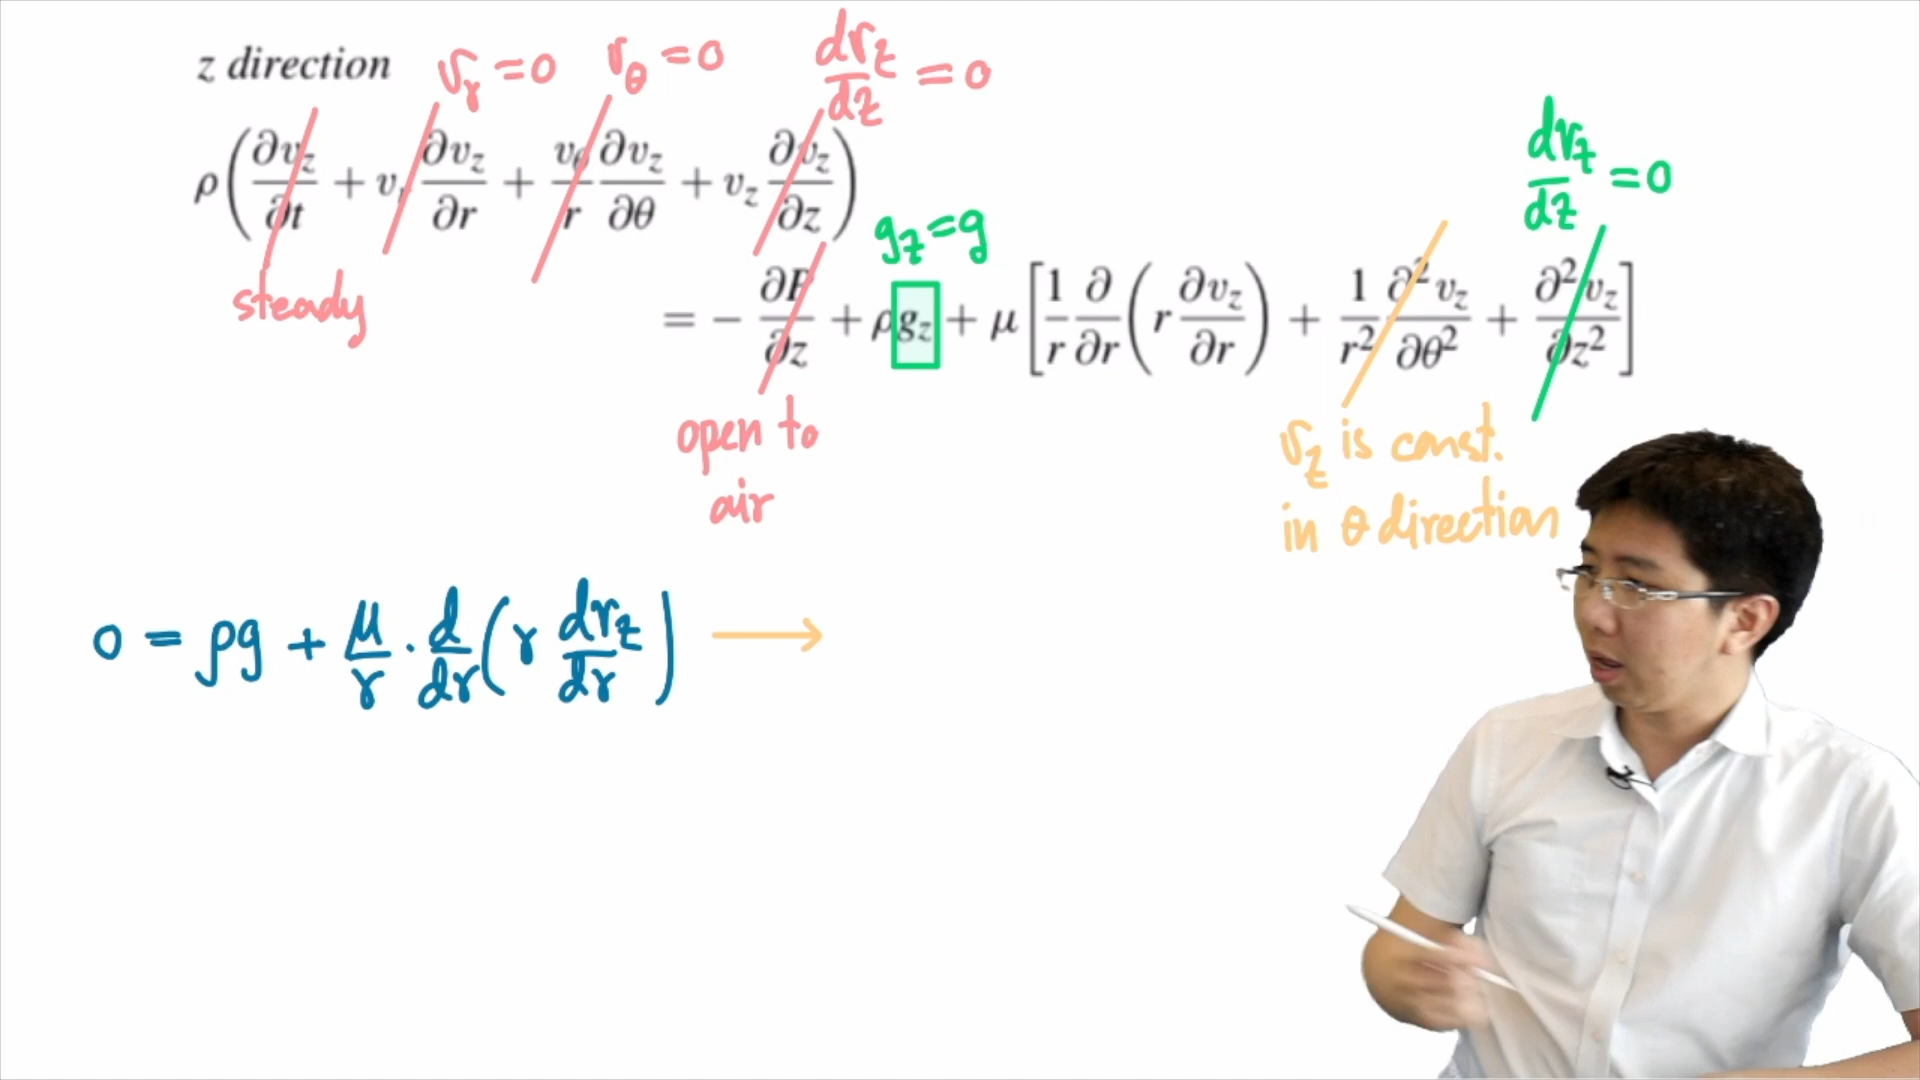 z direction
v_r = 0
v_θ = 0
dv_z/dz = 0
ρ(∂v_z/∂t + v_r ∂v_z/∂r + v_θ/r ∂v_z/∂θ + v_z ∂v_z/∂z)
dv_z/dz = 0
g_z = g
steady
= − ∂P/∂z + ρg_z + μ[1/r ∂/∂r(r ∂v_z/∂r) + 1/r² ∂²v_z/∂θ² + ∂²v_z/∂z²]
open to
air
v_z is const.
in θ direction
0 = ρg + μ/r · d/dr(r dv_z/dr) →